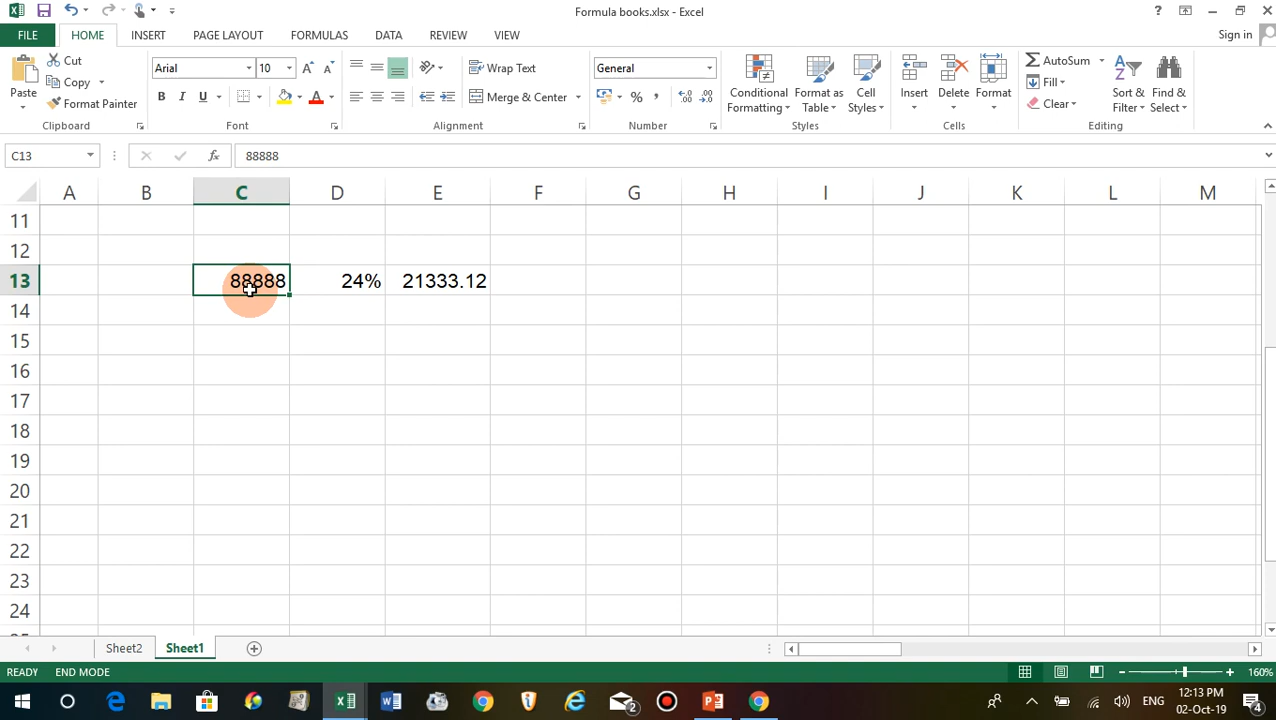 Formula books.xlsx - Excel
?
FILE HOME INSERT PAGE LAYOUT FORMULAS DATA REVIEW VIEW Sign in
Paste
Cut
Copy
Format Painter
Clipboard
Arial 10
B I U
Font
Wrap Text
Merge & Center
Alignment
General
%
Number
Conditional Formatting
Format as Table
Cell Styles
Styles
Insert
Delete
Format
Cells
AutoSum
Fill
Clear
Sort & Filter
Find & Select
Editing
C13 fx 88888
A B C D E F G H I J K L M
11
12
13 88888 24% 21333.12
14
15
16
17
18
19
20
21
22
23
24
Sheet2 Sheet1
READY END MODE 160%
2 ENG 12:13 PM
02-Oct-19 4